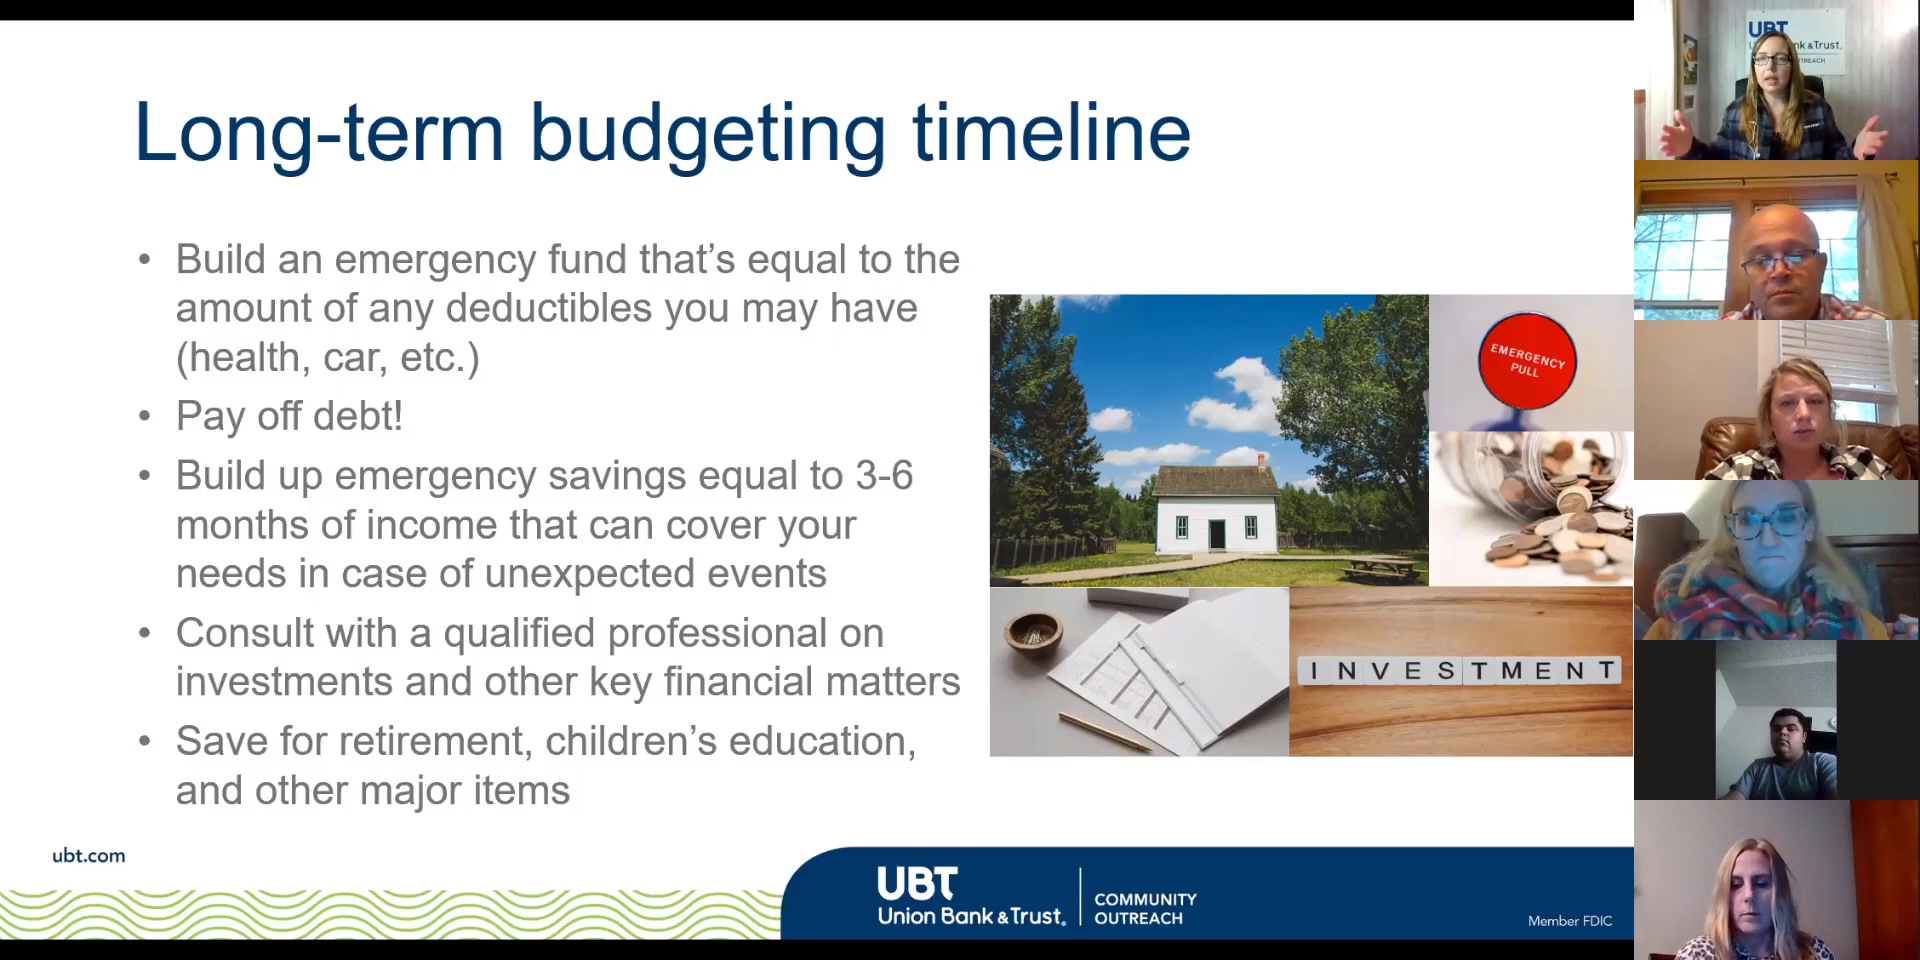 Long-term budgeting timeline
• Build an emergency fund that’s equal to the
amount of any deductibles you may have
(health, car, etc.)
• Pay off debt!
• Build up emergency savings equal to 3-6
months of income that can cover your
needs in case of unexpected events
• Consult with a qualified professional on
investments and other key financial matters
• Save for retirement, children’s education,
and other major items
EMERGENCY
PULL
INVESTMENT
ubt.com
UBT
Union Bank & Trust.
COMMUNITY
OUTREACH
Member FDIC
UBT
nk & Trust.
OUTREACH